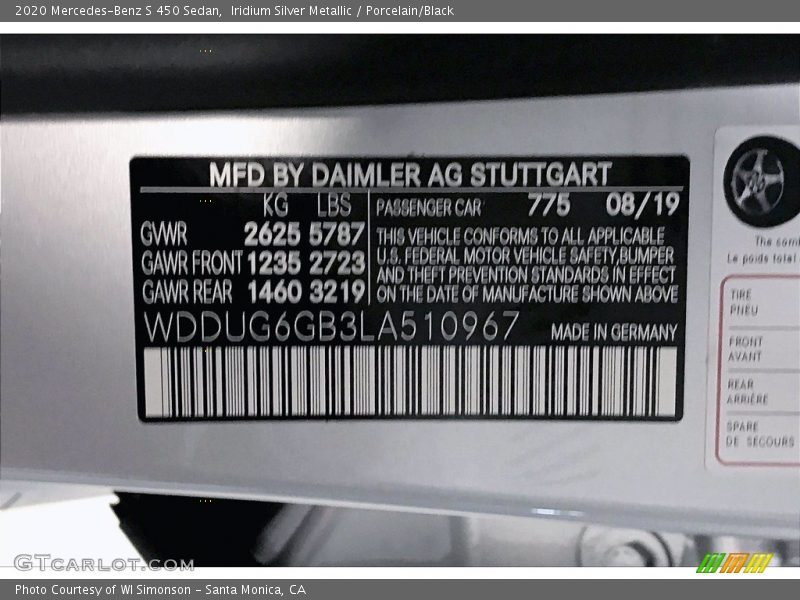 2020 Mercedes-Benz S 450 Sedan, Iridium Silver Metallic / Porcelain/Black
MFD BY DAIMLER AG STUTTGART
KG LBS
GVWR 2625 5787
GAWR FRONT 1235 2723
GAWR REAR 1460 3219
PASSENGER CAR 775 08/19
THIS VEHICLE CONFORMS TO ALL APPLICABLE
U.S. FEDERAL MOTOR VEHICLE SAFETY, BUMPER
AND THEFT PREVENTION STANDARDS IN EFFECT
ON THE DATE OF MANUFACTURE SHOWN ABOVE
WDDUG6GB3LA510967 MADE IN GERMANY
The com
Le poids total
TIRE
PNEU
FRONT
AVANT
REAR
ARRIÈRE
SPARE
DE SECOURS
GTcarlot.com
Photo Courtesy of WI Simonson - Santa Monica, CA